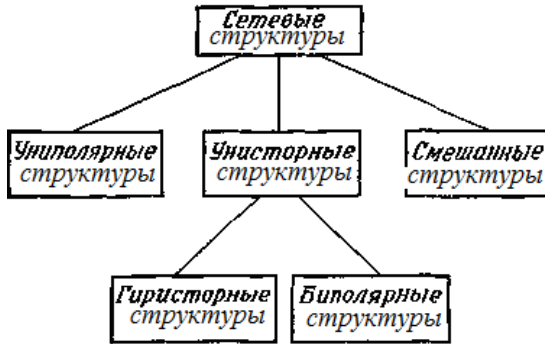 Сетевые
структуры
Униполярные
структуры
Унисторные
структуры
Смешанные
структуры
Гиристорные
структуры
Биполярные
структуры